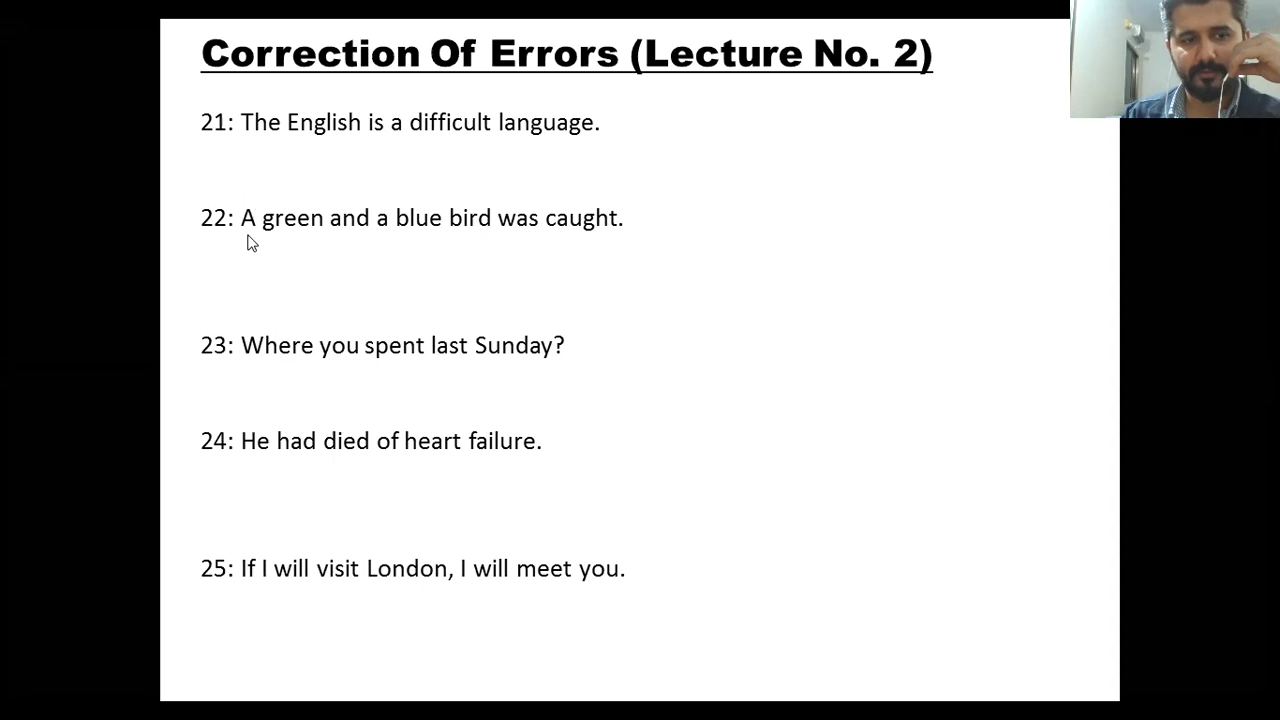 Correction Of Errors (Lecture No. 2)
21: The English is a difficult language.
22: A green and a blue bird was caught.
23: Where you spent last Sunday?
24: He had died of heart failure.
25: If I will visit London, I will meet you.